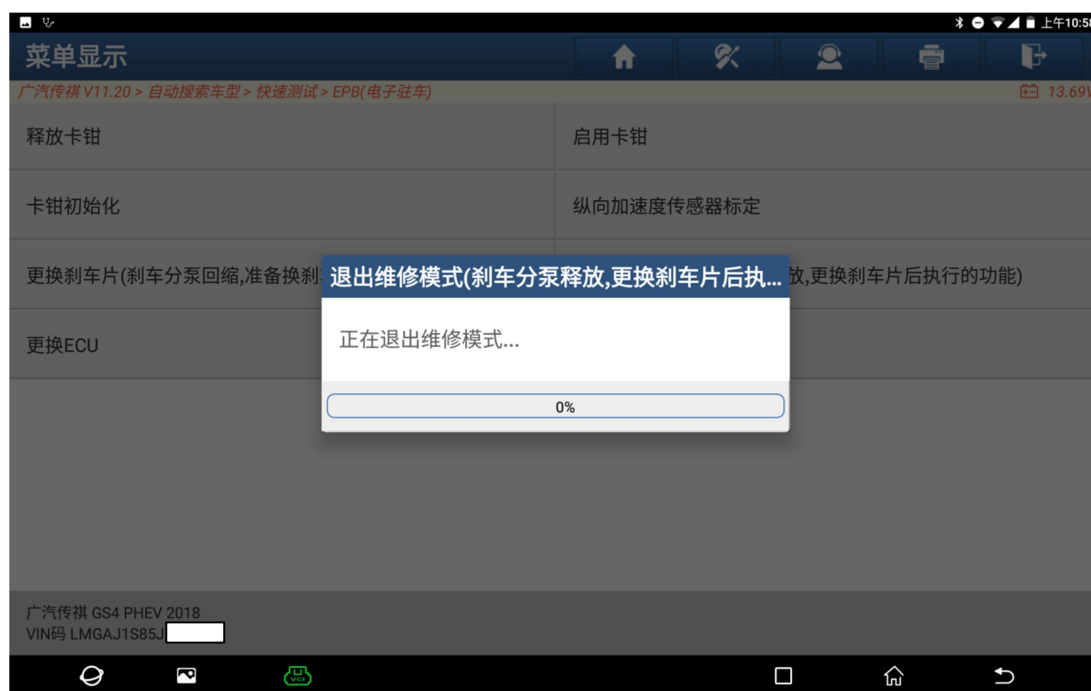 上午10:58
菜单显示
广汽传祺 V11.20 > 自动搜索车型 > 快速测试 > EPB(电子驻车)
13.69V
释放卡钳
启用卡钳
卡钳初始化
纵向加速度传感器标定
更换刹车片(刹车分泵回缩,准备换刹
放,更换刹车片后执行的功能)
退出维修模式(刹车分泵释放,更换刹车片后执...
正在退出维修模式...
更换ECU
0%
广汽传祺 GS4 PHEV 2018
VIN码 LMGAJ1S85J
VCI